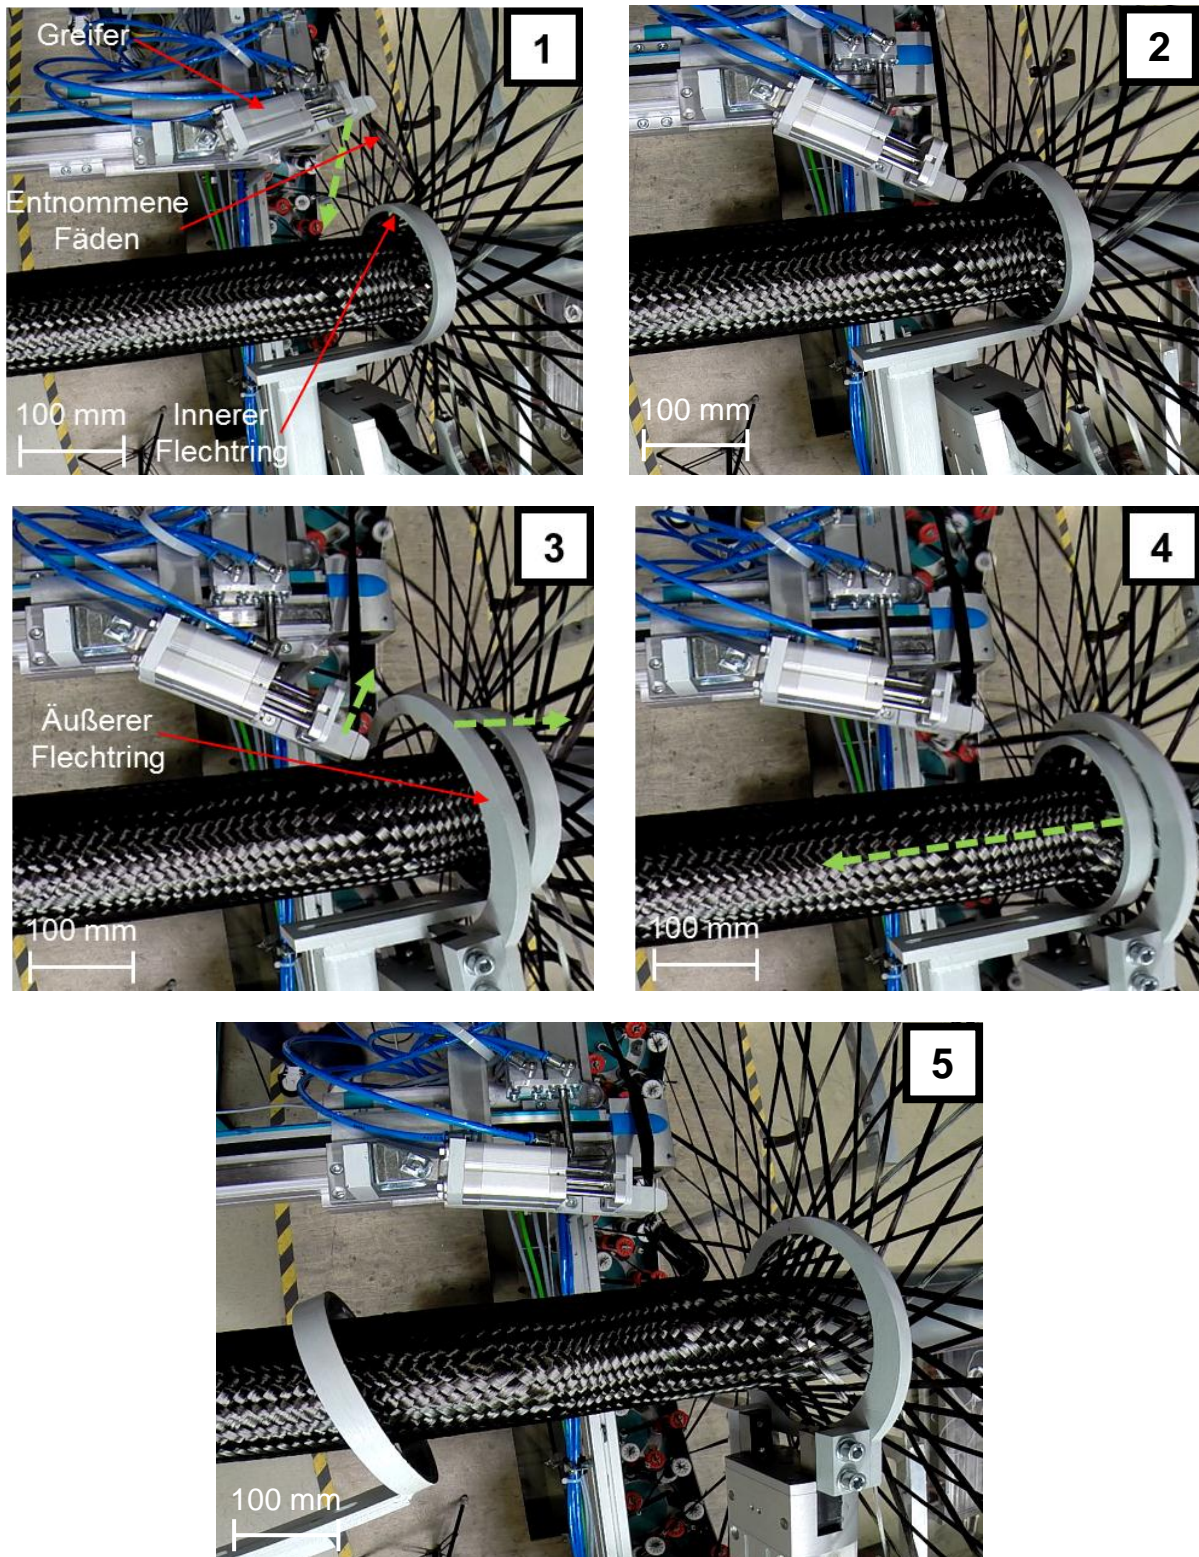 Greifer
1
Entnommene
Fäden
100 mm
Innerer
Flechtring
2
100 mm
3
Äußerer
Flechtring
100 mm
4
100 mm
5
100 mm